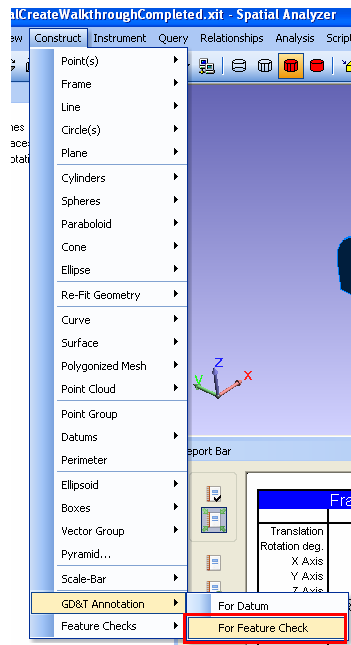 alCreateWalkthroughCompleted.xit - Spatial Analyzer
ew Construct Instrument Query Relationships Analysis Scrip
Point(s)
Frame
Line
Circle(s)
Plane
Cylinders
Spheres
Paraboloid
Cone
Ellipse
Re-Fit Geometry
Curve
Surface
Polygonized Mesh
Point Cloud
Point Group
Datums
Perimeter
Ellipsoid
Boxes
Vector Group
Pyramid...
Scale-Bar
GD&T Annotation
Feature Checks
For Datum
For Feature Check
nes
aces
otati
Z
Y
X
eport Bar
Fra
Translation
Rotation deg.
X Axis
Y Axis